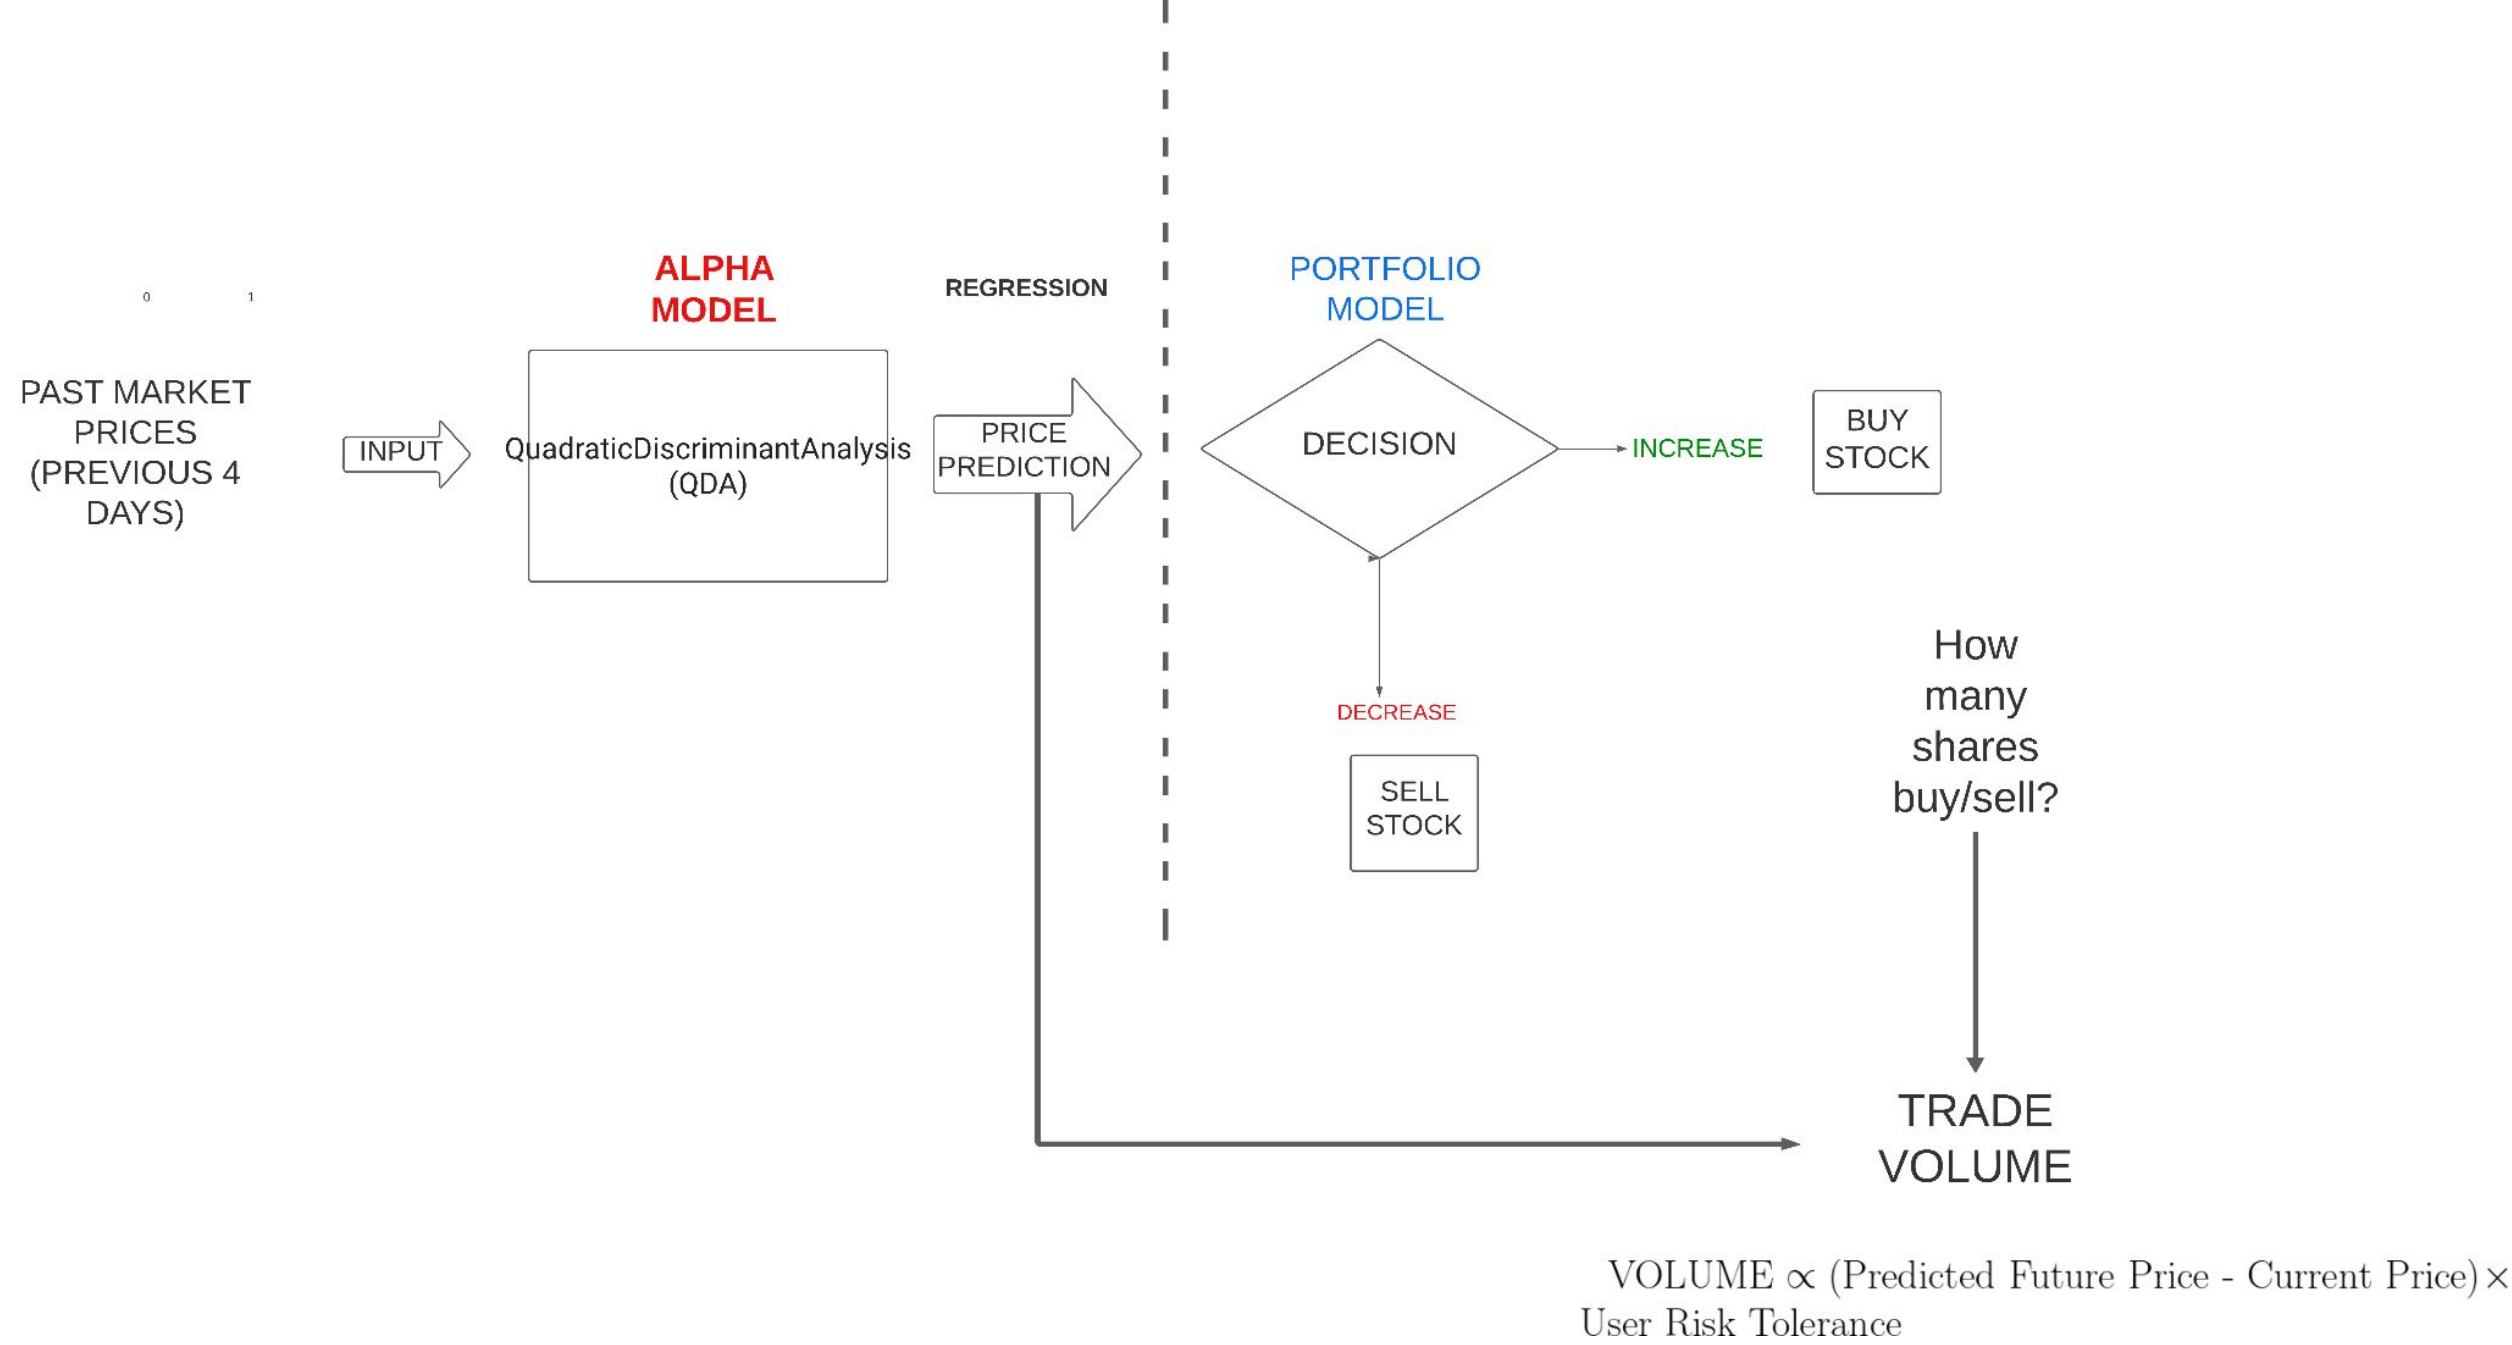 0 1
PAST MARKET
PRICES
(PREVIOUS 4
DAYS)
INPUT
ALPHA
MODEL
QuadraticDiscriminantAnalysis
(QDA)
REGRESSION
PRICE
PREDICTION
PORTFOLIO
MODEL
DECISION
INCREASE
BUY
STOCK
DECREASE
SELL
STOCK
How
many
shares
buy/sell?
TRADE
VOLUME
VOLUME ∝ (Predicted Future Price - Current Price) ×
User Risk Tolerance